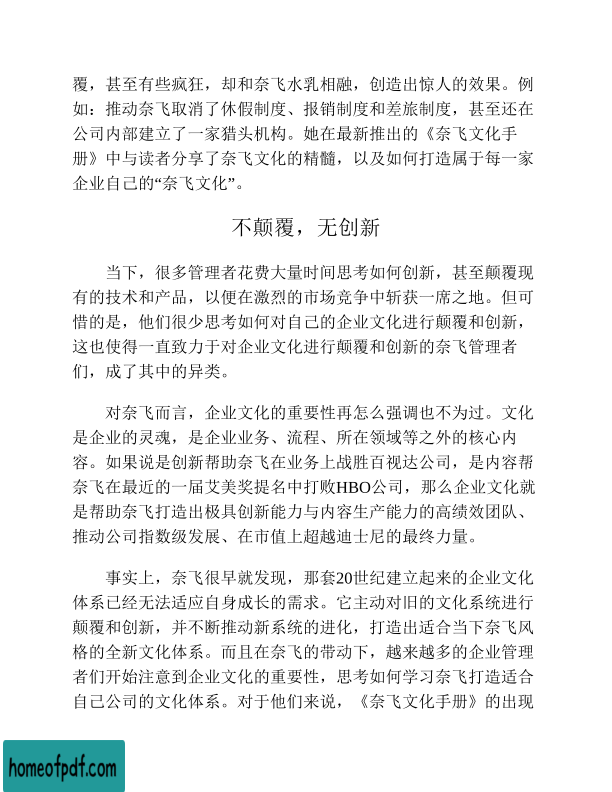 覆，甚至有些疯狂，却和奈飞水乳相融，创造出惊人的效果。例
如：推动奈飞取消了休假制度、报销制度和差旅制度，甚至还在
公司内部建立了一家猎头机构。她在最新推出的《奈飞文化手
册》中与读者分享了奈飞文化的精髓，以及如何打造属于每一家
企业自己的“奈飞文化”。
不颠覆，无创新
当下，很多管理者花费大量时间思考如何创新，甚至颠覆现
有的技术和产品，以便在激烈的市场竞争中斩获一席之地。但可
惜的是，他们很少思考如何对自己的企业文化进行颠覆和创新，
这也使得一直致力于对企业文化进行颠覆和创新的奈飞管理者
们，成了其中的异类。
对奈飞而言，企业文化的重要性再怎么强调也不为过。文化
是企业的灵魂，是企业业务、流程、所在领域等之外的核心内
容。如果说是创新帮助奈飞在业务上战胜百视达公司，是内容帮
奈飞在最近的一届艾美奖提名中打败HBO公司，那么企业文化就
是帮助奈飞打造出极具创新能力与内容生产能力的高绩效团队、
推动公司指数级发展、在市值上超越迪士尼的最终力量。
事实上，奈飞很早就发现，那套20世纪建立起来的企业文化
体系已经无法适应自身成长的需求。它主动对旧的文化系统进行
颠覆和创新，并不断推动新系统的进化，打造出适合当下奈飞风
格的全新文化体系。而且在奈飞的带动下，越来越多的企业管理
者们开始注意到企业文化的重要性，思考如何学习奈飞打造适合
自己公司的文化体系。对于他们来说，《奈飞文化手册》的出现
homeofpdf.com